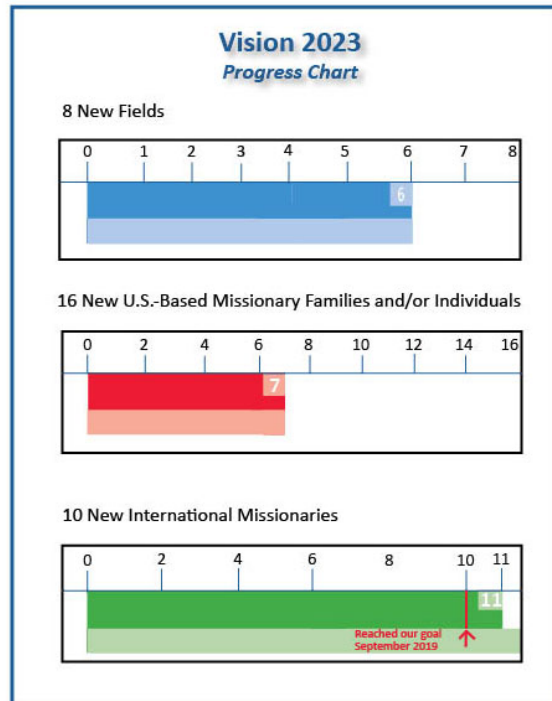 Vision 2023
Progress Chart
8 New Fields
0 1 2 3 4 5 6 7 8
6
16 New U.S.-Based Missionary Families and/or Individuals
0 2 4 6 8 10 12 14 16
7
10 New International Missionaries
0 2 4 6 8 10 11
11
Reached our goal
September 2019